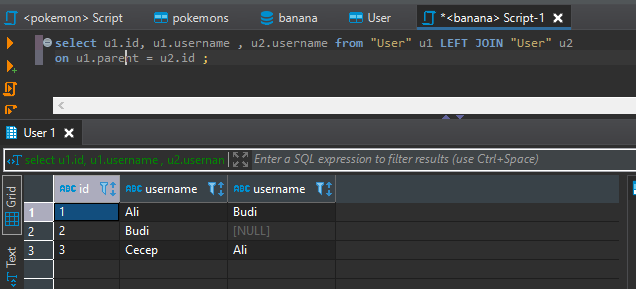 <pokemon> Script
pokemons
banana
User
*<banana> Script-1
select u1.id, u1.username , u2.username from "User" u1 LEFT JOIN "User" u2
on u1.parent = u2.id ;
User 1
select u1.id, u1.username , u2.usernan
Enter a SQL expression to filter results (use Ctrl+Space)
Grid
Text
ABC id ABC username ABC username
1 1 Ali Budi
2 2 Budi [NULL]
3 3 Cecep Ali